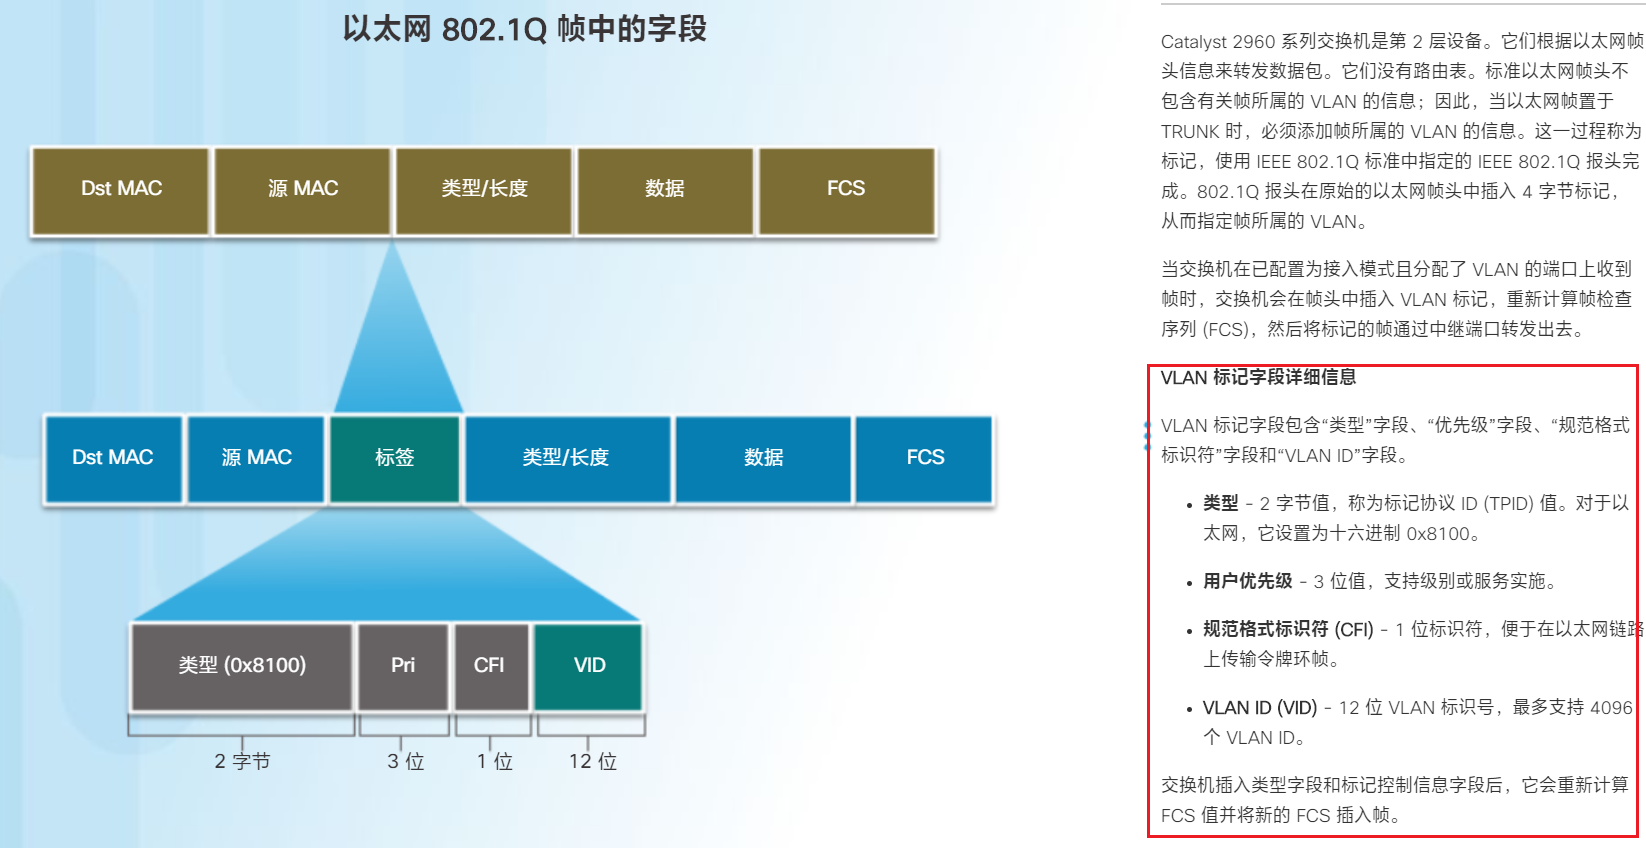 以太网 802.1Q 帧中的字段
Dst MAC
源 MAC
类型/长度
数据
FCS
Dst MAC
源 MAC
标签
类型/长度
数据
FCS
类型 (0x8100)
Pri
CFI
VID
2 字节
3 位
1 位
12 位
Catalyst 2960 系列交换机是第 2 层设备。它们根据以太网帧
头信息来转发数据包。它们没有路由表。标准以太网帧头不
包含有关帧所属的 VLAN 的信息；因此，当以太网帧置于
TRUNK 时，必须添加帧所属的 VLAN 的信息。这一过程称为
标记，使用 IEEE 802.1Q 标准中指定的 IEEE 802.1Q 报头完
成。802.1Q 报头在原始的以太网帧头中插入 4 字节标记，
从而指定帧所属的 VLAN。
当交换机在已配置为接入模式且分配了 VLAN 的端口上收到
帧时，交换机会在帧头中插入 VLAN 标记，重新计算帧检查
序列 (FCS)，然后将标记的帧通过中继端口转发出去。
VLAN 标记字段详细信息
VLAN 标记字段包含“类型”字段、“优先级”字段、“规范格式
标识符”字段和“VLAN ID”字段。
• 类型 - 2 字节值，称为标记协议 ID (TPID) 值。对于以
太网，它设置为十六进制 0x8100。
• 用户优先级 - 3 位值，支持级别或服务实施。
• 规范格式标识符 (CFI) - 1 位标识符，便于在以太网链路
上传输令牌环帧。
• VLAN ID (VID) - 12 位 VLAN 标识号，最多支持 4096
个 VLAN ID。
交换机插入类型字段和标记控制信息字段后，它会重新计算
FCS 值并将新的 FCS 插入帧。